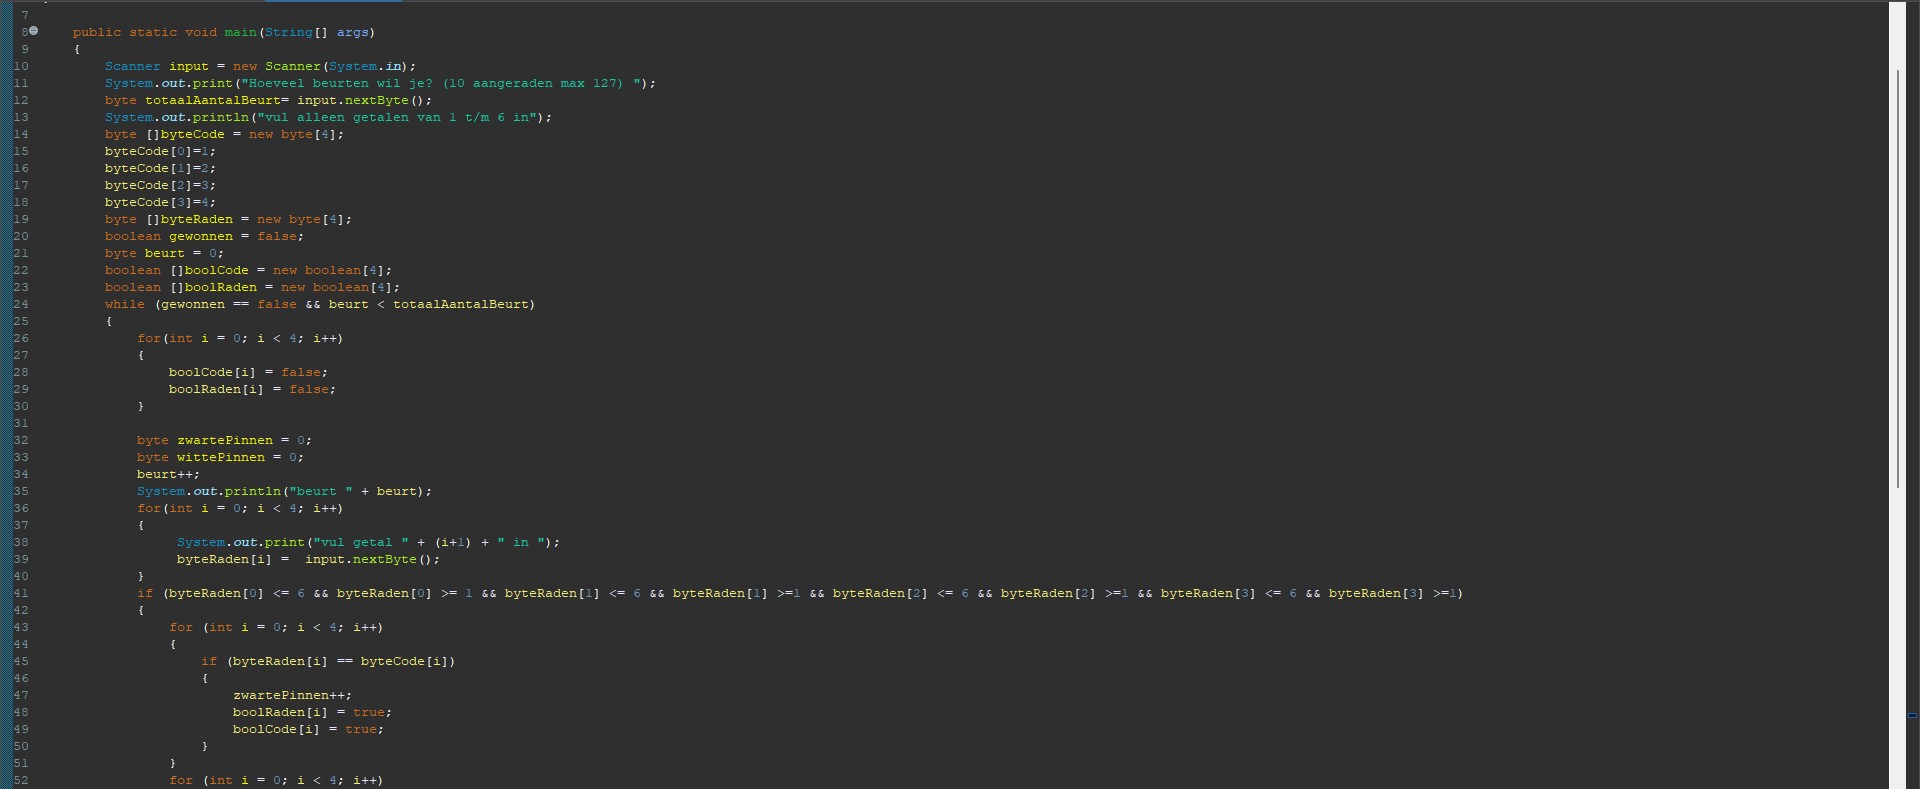 7
8 public static void main(String[] args)
9 {
10 Scanner input = new Scanner(System.in);
11 System.out.print("Hoeveel beurten wil je? (10 aangeraden max 127) ");
12 byte totaalAantalBeurt= input.nextByte();
13 System.out.println("vul alleen getalen van 1 t/m 6 in");
14 byte []byteCode = new byte[4];
15 byteCode[0]=1;
16 byteCode[1]=2;
17 byteCode[2]=3;
18 byteCode[3]=4;
19 byte []byteRaden = new byte[4];
20 boolean gewonnen = false;
21 byte beurt = 0;
22 boolean []boolCode = new boolean[4];
23 boolean []boolRaden = new boolean[4];
24 while (gewonnen == false && beurt < totaalAantalBeurt)
25 {
26 for(int i = 0; i < 4; i++)
27 {
28 boolCode[i] = false;
29 boolRaden[i] = false;
30 }
31
32 byte zwartePinnen = 0;
33 byte wittePinnen = 0;
34 beurt++;
35 System.out.println("beurt " + beurt);
36 for(int i = 0; i < 4; i++)
37 {
38 System.out.print("vul getal " + (i+1) + " in ");
39 byteRaden[i] =  input.nextByte();
40 }
41 if (byteRaden[0] <= 6 && byteRaden[0] >= 1 && byteRaden[1] <= 6 && byteRaden[1] >=1 && byteRaden[2] <= 6 && byteRaden[2] >=1 && byteRaden[3] <= 6 && byteRaden[3] >=1)
42 {
43 for (int i = 0; i < 4; i++)
44 {
45 if (byteRaden[i] == byteCode[i])
46 {
47 zwartePinnen++;
48 boolRaden[i] = true;
49 boolCode[i] = true;
50 }
51 }
52 for (int i = 0; i < 4; i++)